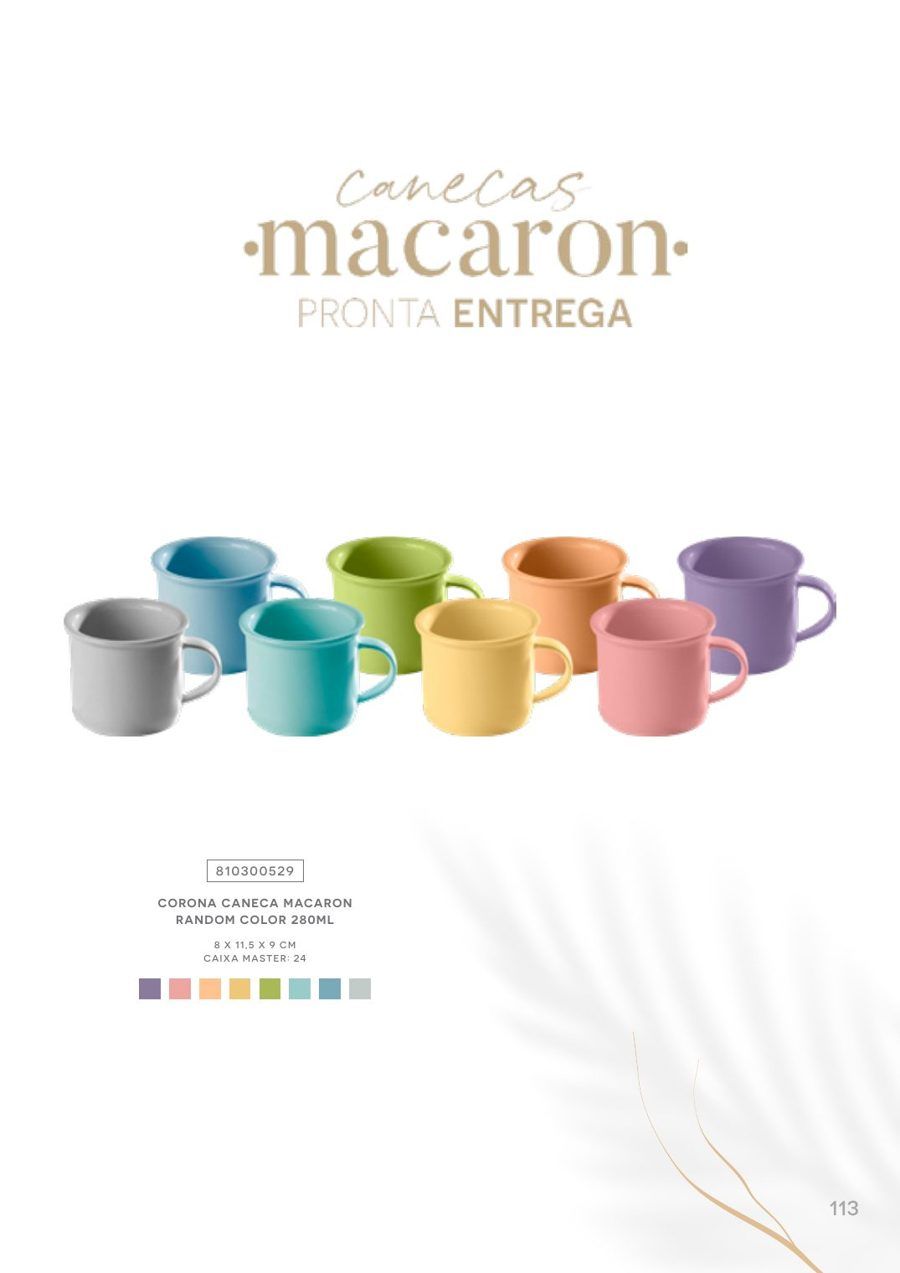 canecas
•macaron•
PRONTA ENTREGA
810300529
CORONA CANECA MACARON
RANDOM COLOR 280ML
8 X 11,5 X 9 CM
CAIXA MASTER: 24
113